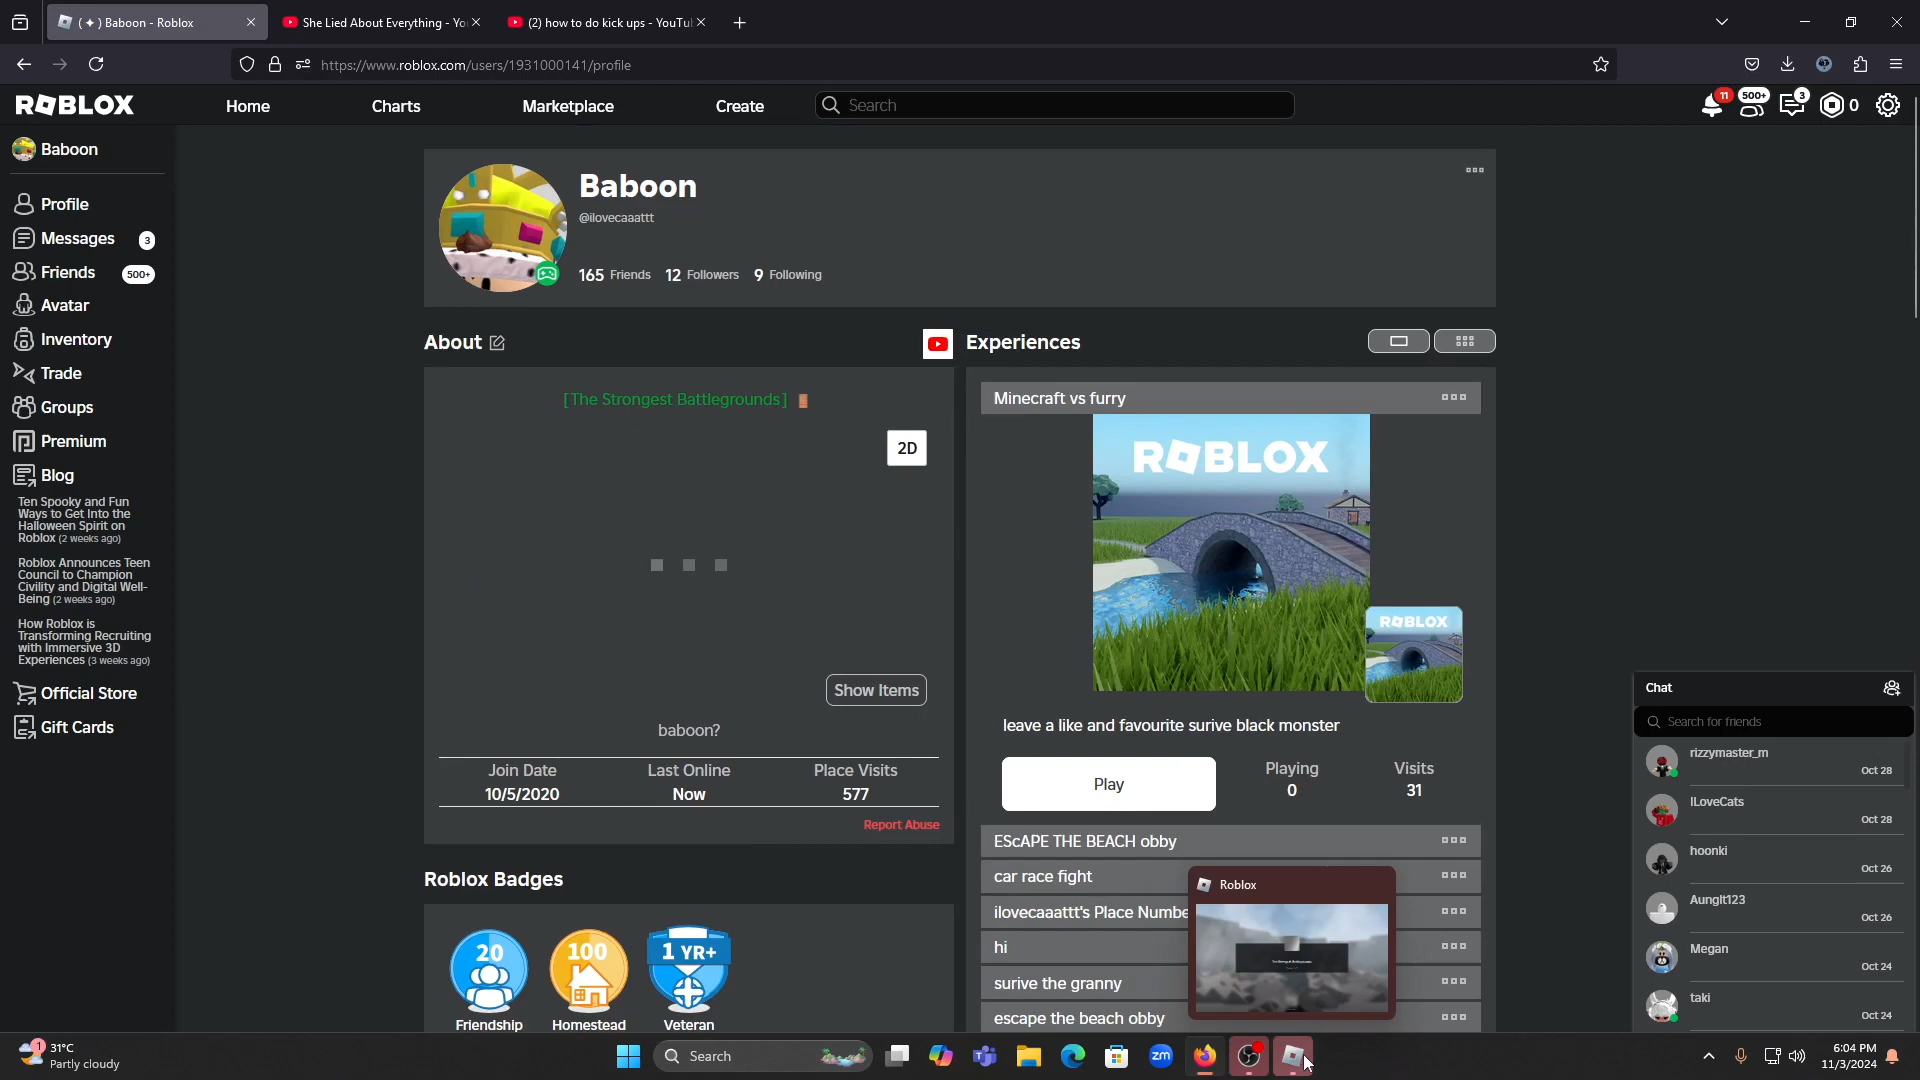 ( ✦ ) Baboon - Roblox
She Lied About Everything - Yo
(2) how to do kick ups - YouTu
https://www.roblox.com/users/1931000141/profile
ROBLOX
Home
Charts
Marketplace
Create
Search
11
500+
3
0
Baboon
Profile
Messages
3
Friends
500+
Avatar
Inventory
Trade
Groups
Premium
Blog
Ten Spooky and Fun
Ways to Get Into the
Halloween Spirit on
Roblox (2 weeks ago)
Roblox Announces Teen
Council to Champion
Civility and Digital Well-
Being (2 weeks ago)
How Roblox is
Transforming Recruiting
with Immersive 3D
Experiences (3 weeks ago)
Official Store
Gift Cards
Baboon
@ilovecaaattt
165 Friends 12 Followers 9 Following
About
[The Strongest Battlegrounds]
2D
Show Items
baboon?
Join Date
Last Online
Place Visits
10/5/2020
Now
577
Report Abuse
Roblox Badges
20
100
1 YR+
Friendship
Homestead
Veteran
Experiences
Minecraft vs furry
ROBLOX
ROBLOX
leave a like and favourite surive black monster
Play
Playing
0
Visits
31
EScAPE THE BEACH obby
car race fight
ilovecaaattt's Place Numbe
hi
surive the granny
escape the beach obby
Roblox
Chat
Search for friends
rizzymaster_m
Oct 28
ILoveCats
Oct 28
hoonki
Oct 26
Aunglt123
Oct 26
Megan
Oct 24
taki
Oct 24
1
31°C
Partly cloudy
Search
zm
6:04 PM
11/3/2024